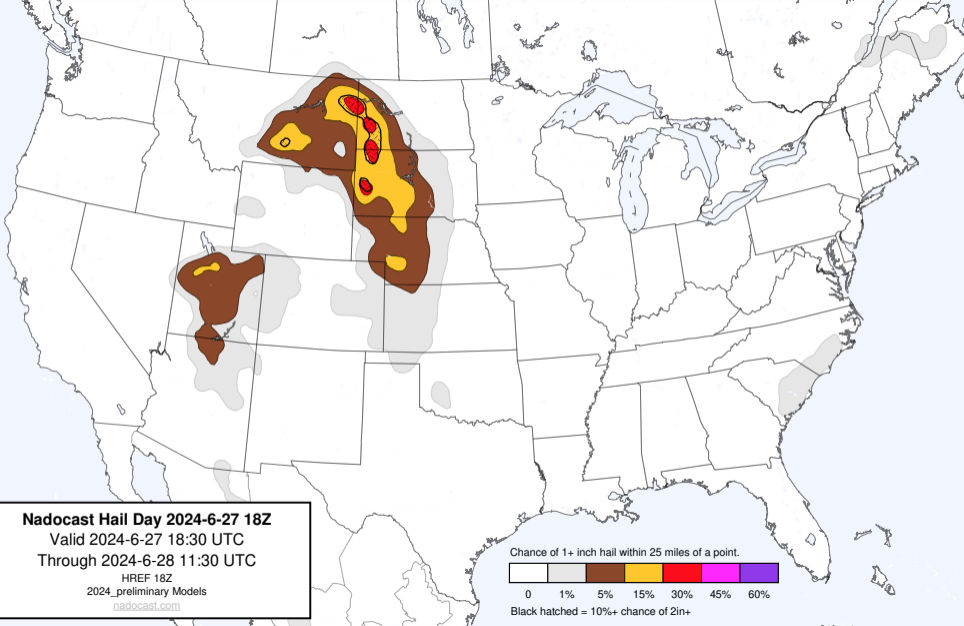 Nadocast Hail Day 2024-6-27 18Z
Valid 2024-6-27 18:30 UTC
Through 2024-6-28 11:30 UTC
HREF 18Z
2024_preliminary Models
nadocast.com
Chance of 1+ inch hail within 25 miles of a point.
0 1% 5% 15% 30% 45% 60%
Black hatched = 10%+ chance of 2in+